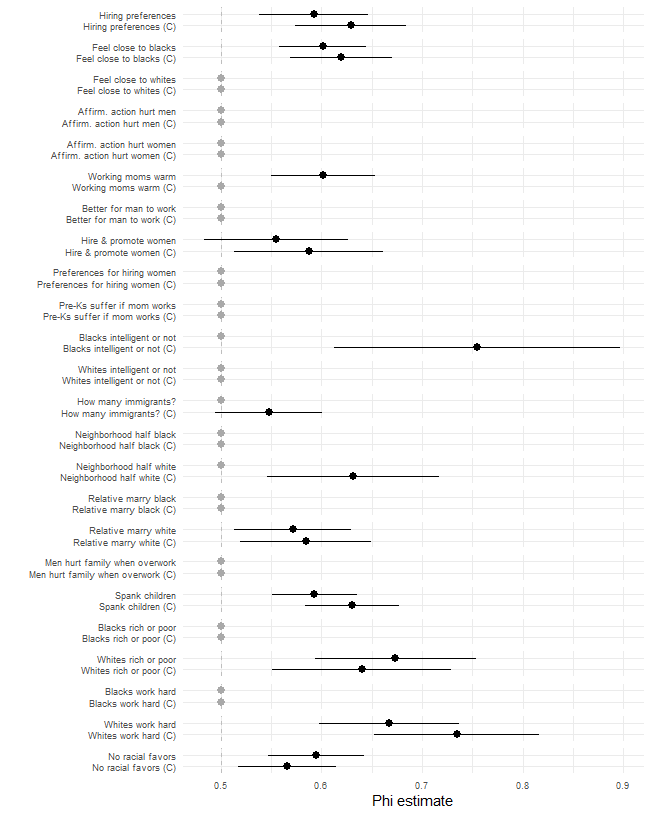 Hiring preferences
Hiring preferences (C)
Feel close to blacks
Feel close to blacks (C)
Feel close to whites
Feel close to whites (C)
Affirm. action hurt men
Affirm. action hurt men (C)
Affirm. action hurt women
Affirm. action hurt women (C)
Working moms warm
Working moms warm (C)
Better for man to work
Better for man to work (C)
Hire & promote women
Hire & promote women (C)
Preferences for hiring women
Preferences for hiring women (C)
Pre-Ks suffer if mom works
Pre-Ks suffer if mom works (C)
Blacks intelligent or not
Blacks intelligent or not (C)
Whites intelligent or not
Whites intelligent or not (C)
How many immigrants?
How many immigrants? (C)
Neighborhood half black
Neighborhood half black (C)
Neighborhood half white
Neighborhood half white (C)
Relative marry black
Relative marry black (C)
Relative marry white
Relative marry white (C)
Men hurt family when overwork
Men hurt family when overwork (C)
Spank children
Spank children (C)
Blacks rich or poor
Blacks rich or poor (C)
Whites rich or poor
Whites rich or poor (C)
Blacks work hard
Blacks work hard (C)
Whites work hard
Whites work hard (C)
No racial favors
No racial favors (C)
0.5 0.6 0.7 0.8 0.9
Phi estimate